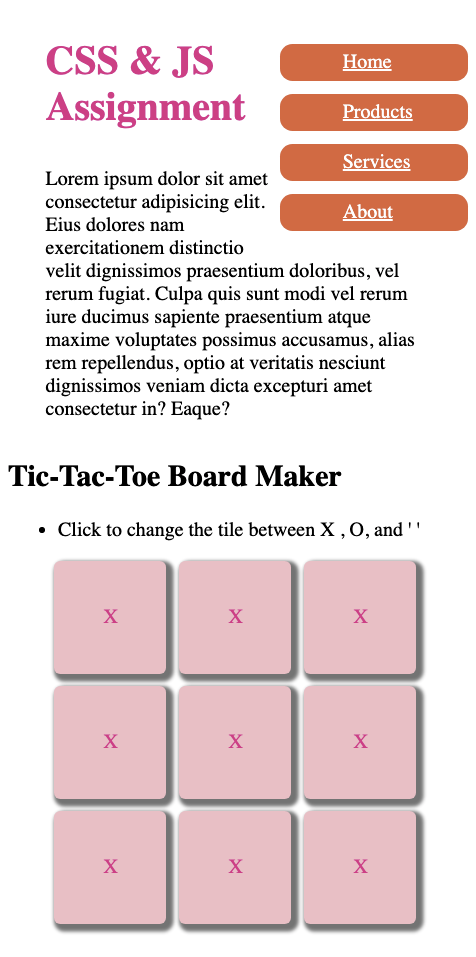 CSS & JS
Assignment
Home
Products
Services
About
Lorem ipsum dolor sit amet
consectetur adipisicing elit.
Eius dolores nam
exercitationem distinctio
velit dignissimos praesentium doloribus, vel
rerum fugiat. Culpa quis sunt modi vel rerum
iure ducimus sapiente praesentium atque
maxime voluptates possimus accusamus, alias
rem repellendus, optio at veritatis nesciunt
dignissimos veniam dicta excepturi amet
consectetur in? Eaque?
Tic-Tac-Toe Board Maker
• Click to change the tile between X , O, and ' '
X X X
X X X
X X X